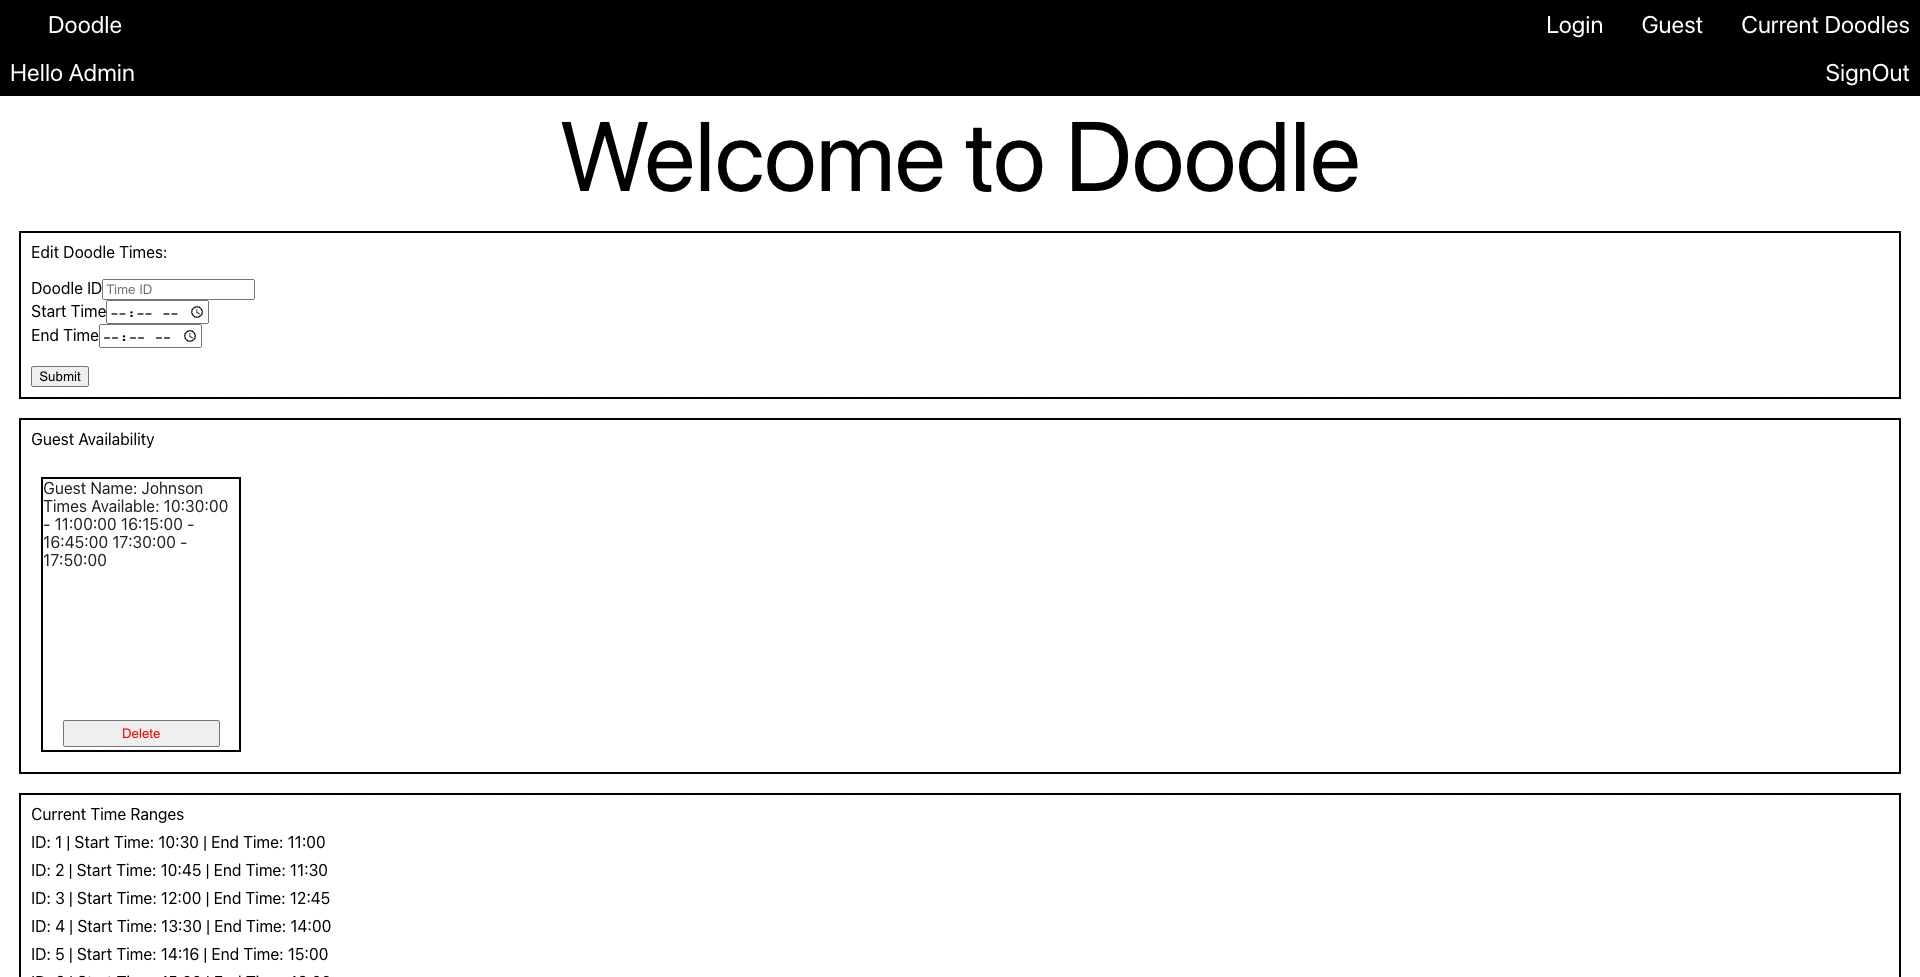 Doodle Login Guest Current Doodles
Hello Admin SignOut
Welcome to Doodle
Edit Doodle Times:
Doodle ID Time ID
Start Time --:-- --
End Time --:-- --
Submit
Guest Availability
Guest Name: Johnson
Times Available: 10:30:00
- 11:00:00 16:15:00 -
16:45:00 17:30:00 -
17:50:00
Delete
Current Time Ranges
ID: 1 | Start Time: 10:30 | End Time: 11:00
ID: 2 | Start Time: 10:45 | End Time: 11:30
ID: 3 | Start Time: 12:00 | End Time: 12:45
ID: 4 | Start Time: 13:30 | End Time: 14:00
ID: 5 | Start Time: 14:16 | End Time: 15:00